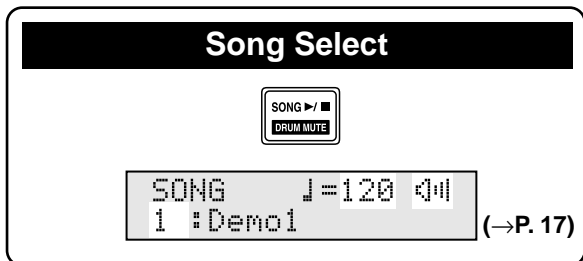 Song Select
SONG ►/■
DRUM MUTE
SONG ♩=120
1 :Demo1
(→P. 17)